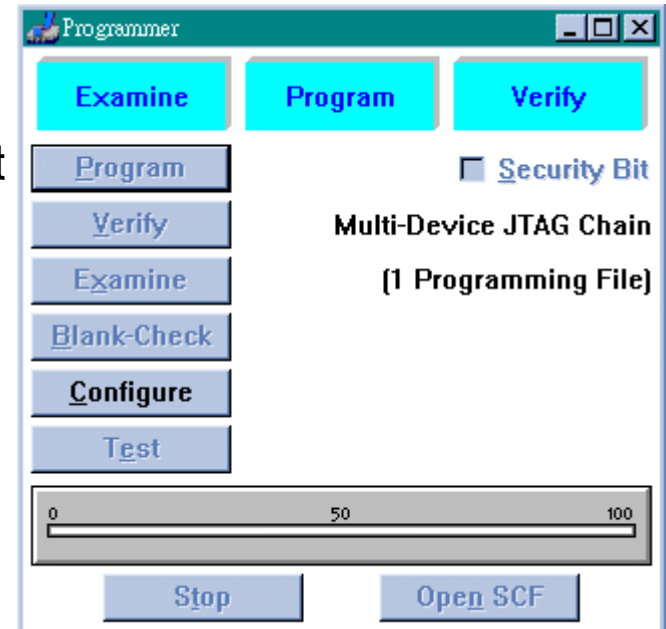 Programmer
Examine Program Verify
t
Program
Security Bit
Verify
Multi-Device JTAG Chain
Examine
(1 Programming File)
Blank-Check
Configure
Test
0 50 100
Stop Open SCF